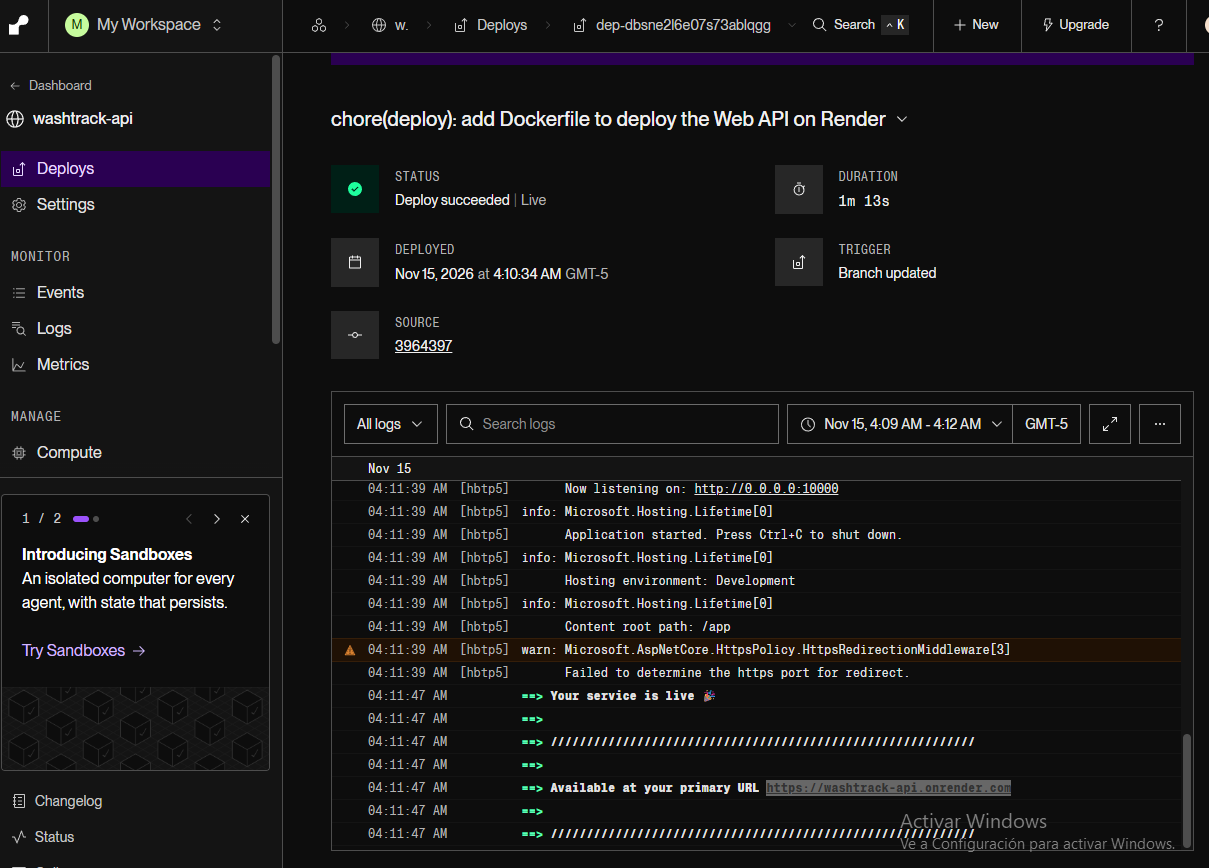 M My Workspace
w. Deploys dep-dbsne2l6e07s73ablqgg Search ^ K + New Upgrade ?
← Dashboard
washtrack-api
Deploys
Settings
MONITOR
Events
Logs
Metrics
MANAGE
Compute
1 / 2
Introducing Sandboxes
An isolated computer for every
agent, with state that persists.
Try Sandboxes →
Changelog
Status
chore(deploy): add Dockerfile to deploy the Web API on Render
STATUS
Deploy succeeded | Live
DURATION
1m 13s
DEPLOYED
Nov 15, 2026 at 4:10:34 AM GMT-5
TRIGGER
Branch updated
SOURCE
3964397
All logs Search logs Nov 15, 4:09 AM - 4:12 AM GMT-5 ...
Nov 15
04:11:39 AM [hbtp5] Now listening on: http://0.0.0.0:10000
04:11:39 AM [hbtp5] info: Microsoft.Hosting.Lifetime[0]
04:11:39 AM [hbtp5] Application started. Press Ctrl+C to shut down.
04:11:39 AM [hbtp5] info: Microsoft.Hosting.Lifetime[0]
04:11:39 AM [hbtp5] Hosting environment: Development
04:11:39 AM [hbtp5] info: Microsoft.Hosting.Lifetime[0]
04:11:39 AM [hbtp5] Content root path: /app
04:11:39 AM [hbtp5] warn: Microsoft.AspNetCore.HttpsPolicy.HttpsRedirectionMiddleware[3]
04:11:39 AM [hbtp5] Failed to determine the https port for redirect.
04:11:47 AM ==> Your service is live 🎉
04:11:47 AM ==>
04:11:47 AM ==> ///////////////////////////////////////////////////////////
04:11:47 AM ==>
04:11:47 AM ==> Available at your primary URL https://washtrack-api.onrender.com
04:11:47 AM ==>
04:11:47 AM ==> ///////////////////////////////////////////////////////////
Activar Windows
Ve a Configuración para activar Windows.